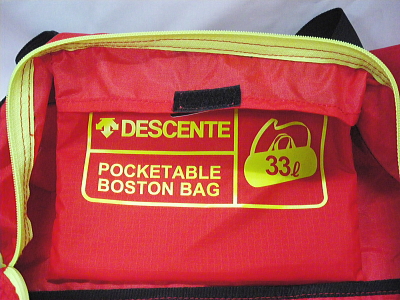 DESCENTE
POCKETABLE
BOSTON BAG
33ℓ